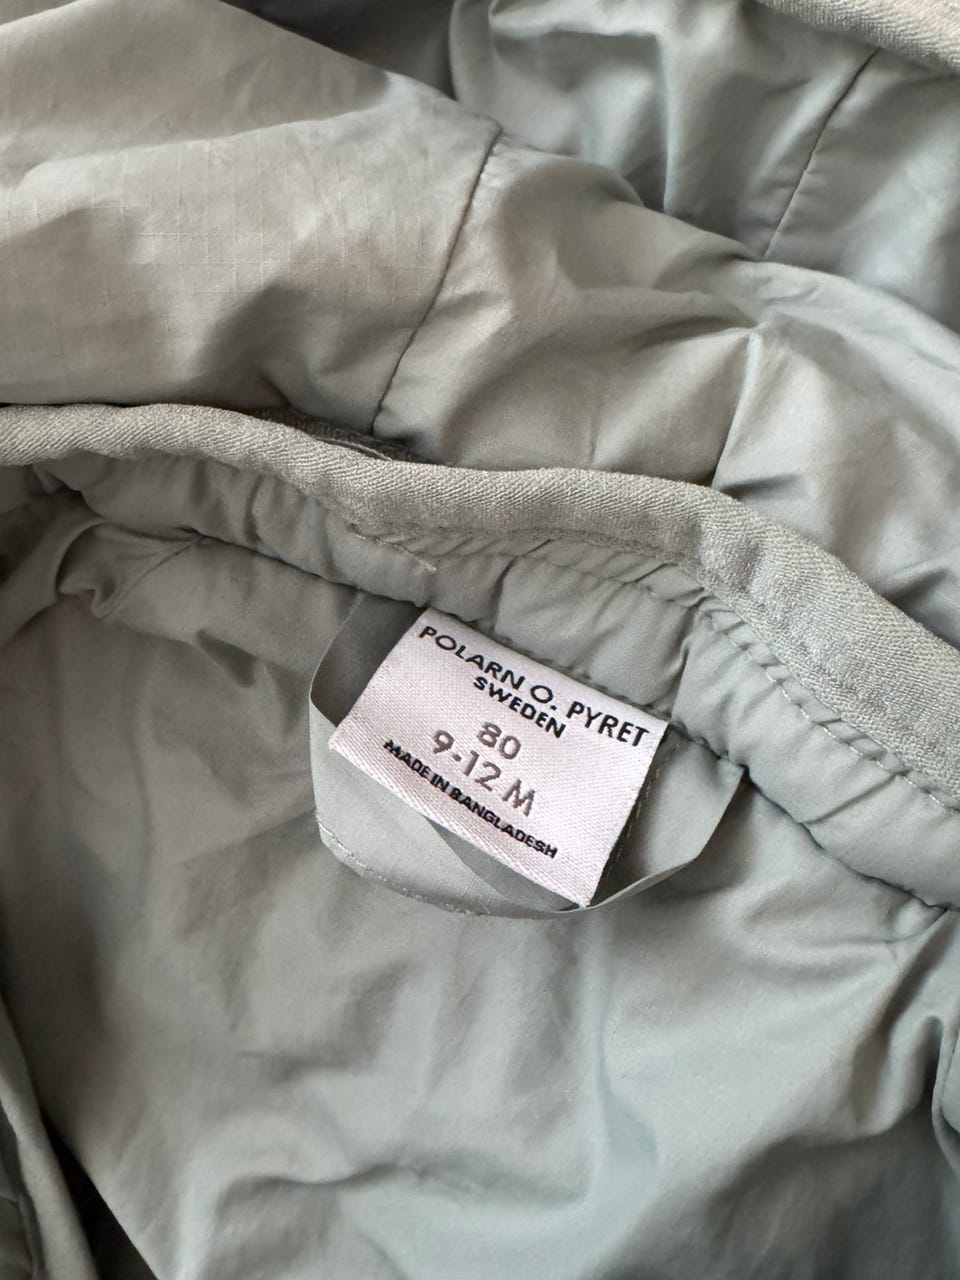 POLARN O. PYRET
SWEDEN
80
9-12 M
MADE IN BANGLADESH